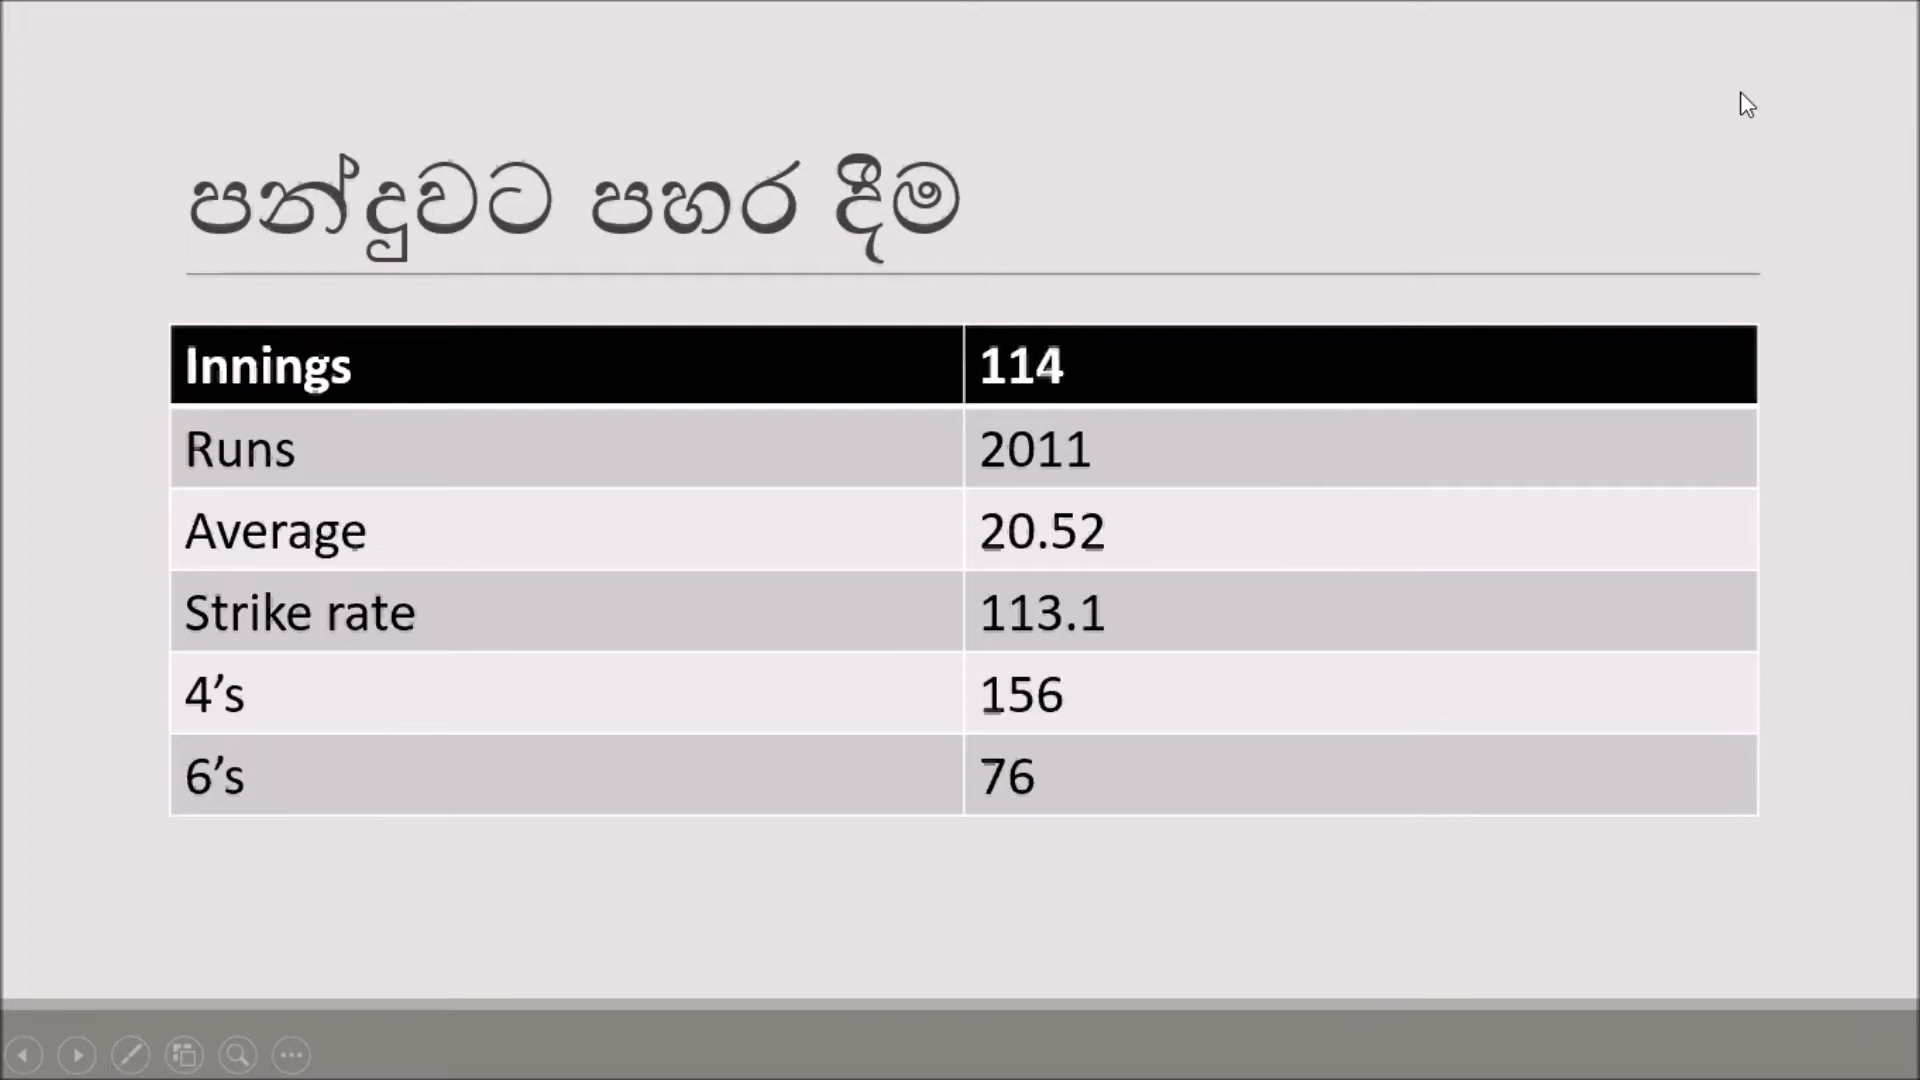 පන්දුවට පහර දීම
Innings 114
Runs 2011
Average 20.52
Strike rate 113.1
4’s 156
6’s 76